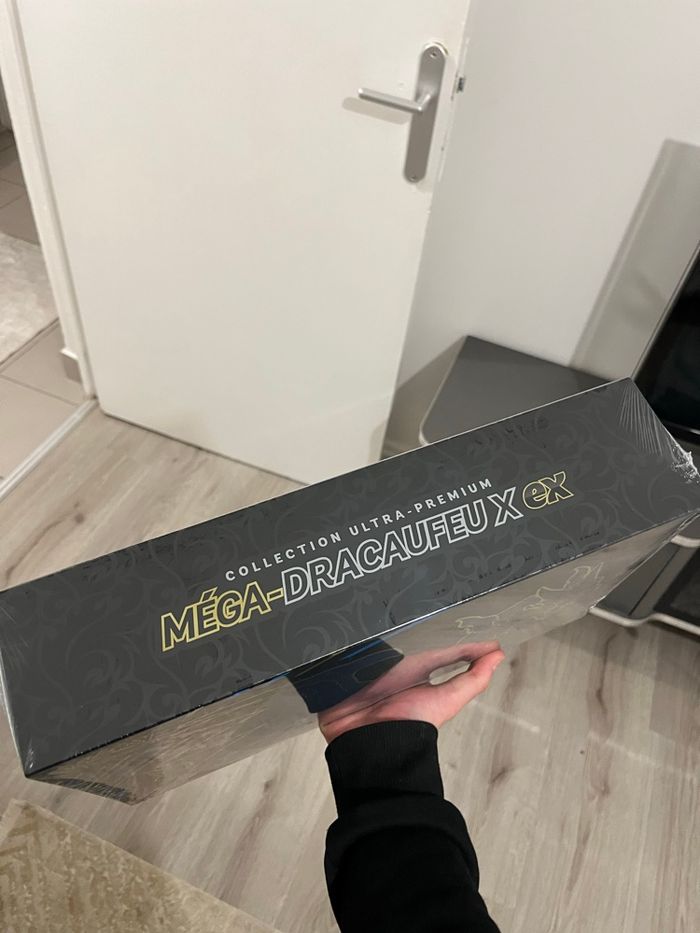 COLLECTION ULTRA-PREMIUM
MÉGA-DRACAUFEU X ex